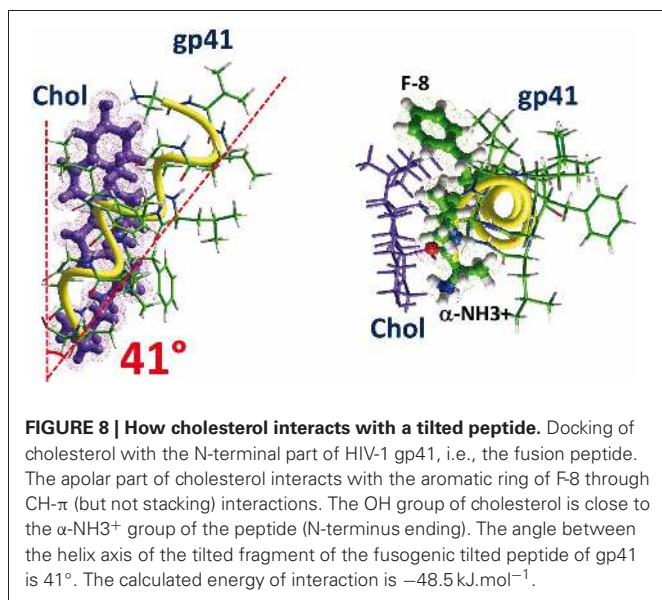 gp41
Chol
41°
F-8
gp41
Chol
α-NH3+
FIGURE 8 | How cholesterol interacts with a tilted peptide. Docking of
cholesterol with the N-terminal part of HIV-1 gp41, i.e., the fusion peptide.
The apolar part of cholesterol interacts with the aromatic ring of F-8 through
CH-π (but not stacking) interactions. The OH group of cholesterol is close to
the α-NH3⁺ group of the peptide (N-terminus ending). The angle between
the helix axis of the tilted fragment of the fusogenic tilted peptide of gp41
is 41°. The calculated energy of interaction is −48.5 kJ.mol⁻¹.